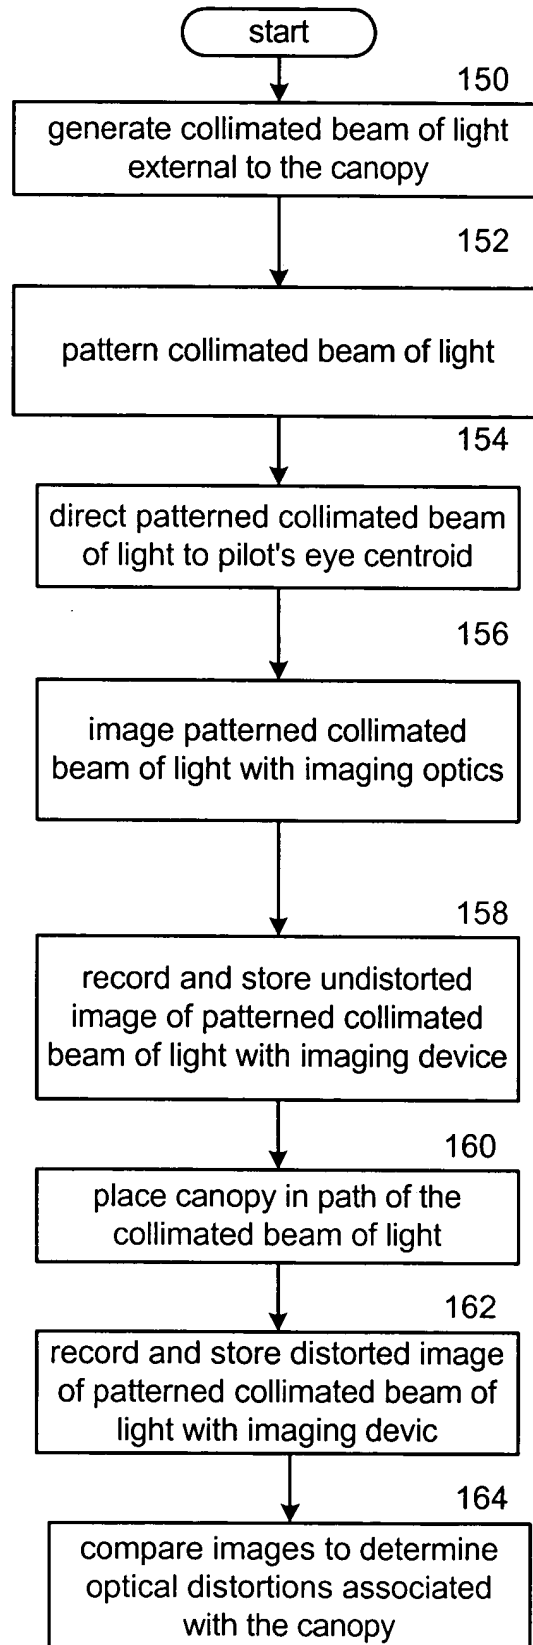 start
150
generate collimated beam of light
external to the canopy
152
pattern collimated beam of light
154
direct patterned collimated beam
of light to pilot's eye centroid
156
image patterned collimated
beam of light with imaging optics
158
record and store undistorted
image of patterned collimated
beam of light with imaging device
160
place canopy in path of the
collimated beam of light
162
record and store distorted image
of patterned collimated beam of
light with imaging devic
164
compare images to determine
optical distortions associated
with the canopy